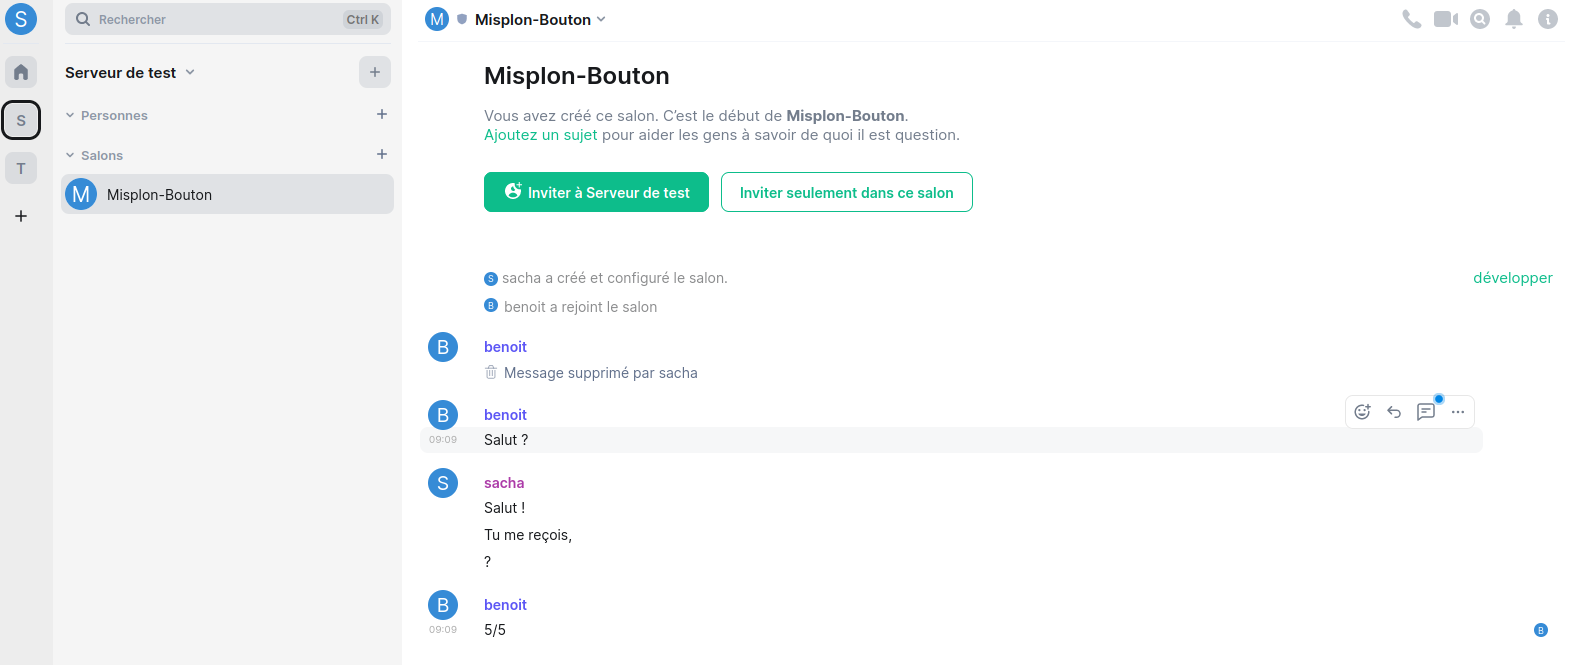 S
Rechercher
Ctrl K
Serveur de test
Personnes
S
Salons
T
M
Misplon-Bouton
M
Misplon-Bouton
Misplon-Bouton
Vous avez créé ce salon. C’est le début de Misplon-Bouton.
Ajoutez un sujet pour aider les gens à savoir de quoi il est question.
Inviter à Serveur de test
Inviter seulement dans ce salon
S sacha a créé et configuré le salon.
développer
B benoit a rejoint le salon
B
benoit
Message supprimé par sacha
B
benoit
09:09
Salut ?
S
sacha
Salut !
Tu me reçois,
?
B
benoit
09:09
5/5
B